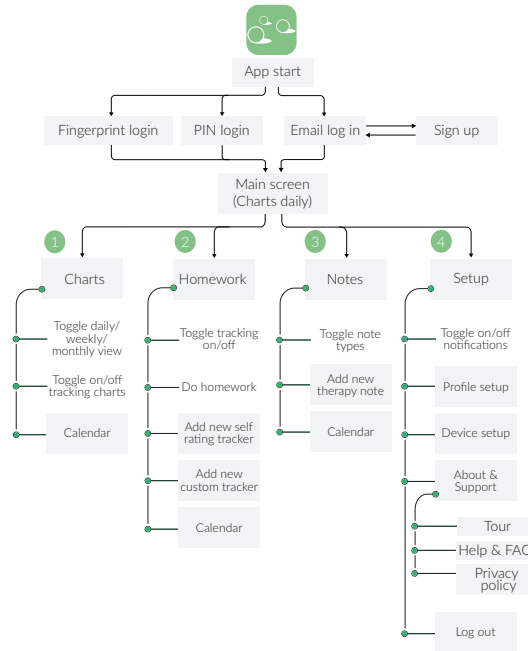 App start
Fingerprint login
PIN login
Email log in
Sign up
Main screen
(Charts daily)
1
2
3
4
Charts
Homework
Notes
Setup
Toggle daily/
weekly/
monthly view
Toggle on/off
tracking charts
Calendar
Toggle tracking
on/off
Do homework
Add new self
rating tracker
Add new
custom tracker
Calendar
Toggle note
types
Add new
therapy note
Calendar
Toggle on/off
notifications
Profile setup
Device setup
About &
Support
Tour
Help & FAQ
Privacy
policy
Log out